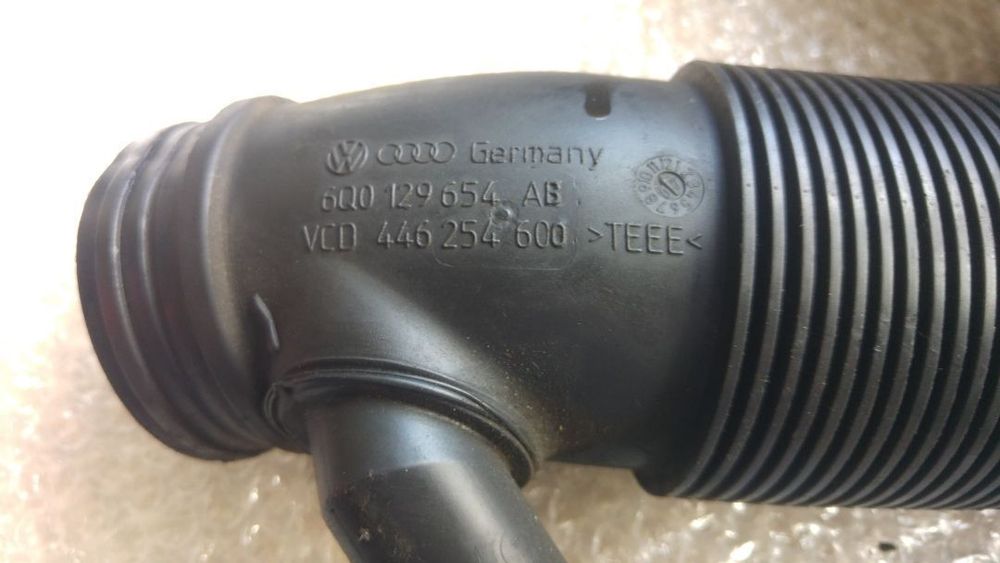 Germany
6Q0 129 654 AB
VCD 446 254 600 >TEEE<